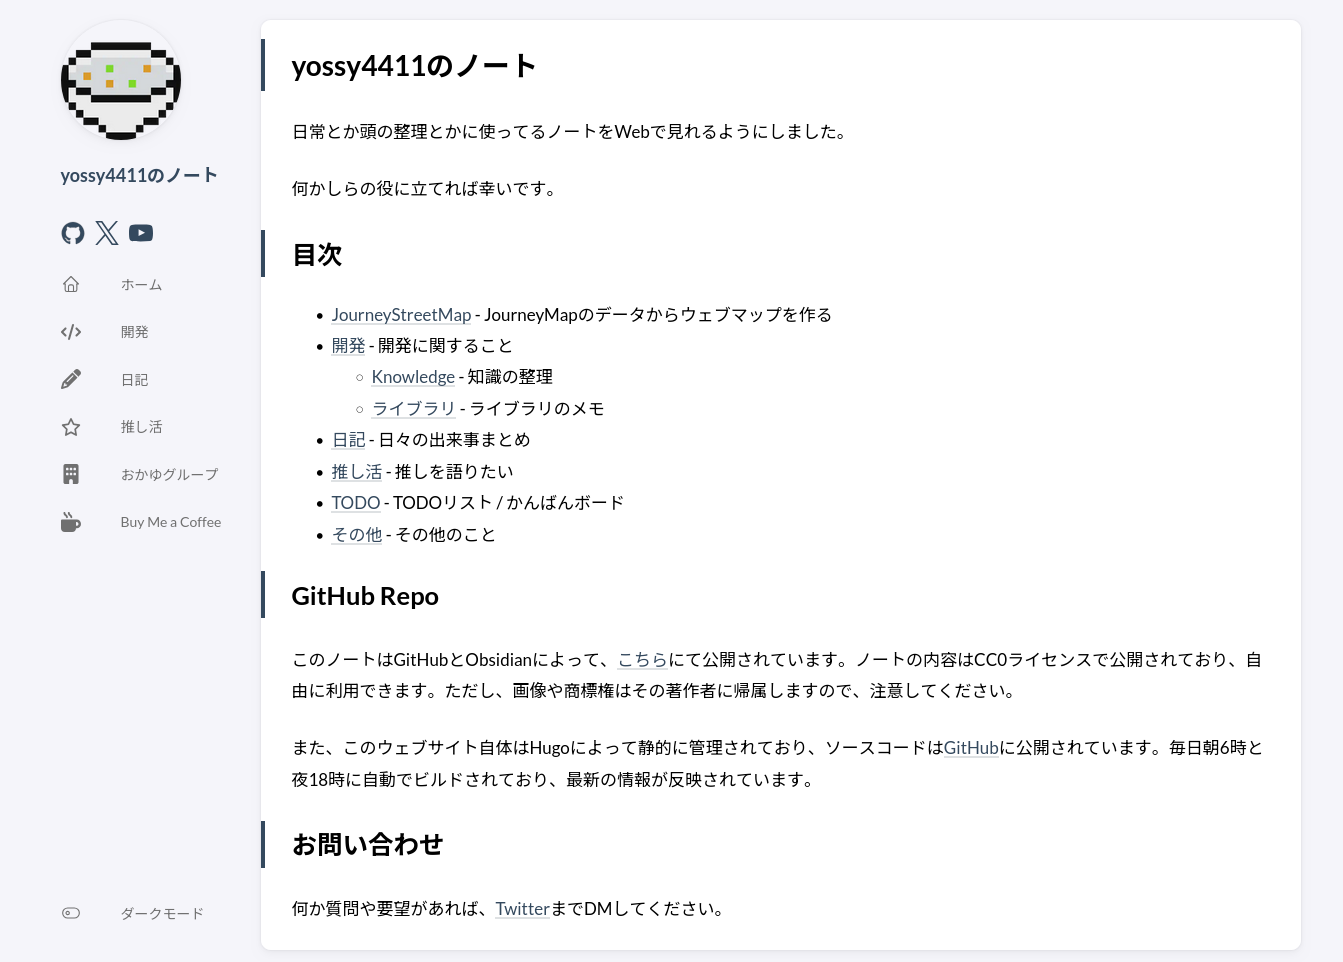 yossy4411のノート
ホーム
開発
日記
推し活
おかゆグループ
Buy Me a Coffee
ダークモード
yossy4411のノート
日常とか頭の整理とかに使ってるノートをWebで見れるようにしました。
何かしらの役に立てれば幸いです。
目次
JourneyStreetMap - JourneyMapのデータからウェブマップを作る
開発 - 開発に関すること
Knowledge - 知識の整理
ライブラリ - ライブラリのメモ
日記 - 日々の出来事まとめ
推し活 - 推しを語りたい
TODO - TODOリスト / かんばんボード
その他 - その他のこと
GitHub Repo
このノートはGitHubとObsidianによって、こちらにて公開されています。ノートの内容はCC0ライセンスで公開されており、自
由に利用できます。ただし、画像や商標権はその著作者に帰属しますので、注意してください。
また、このウェブサイト自体はHugoによって静的に管理されており、ソースコードはGitHubに公開されています。毎日朝6時と
夜18時に自動でビルドされており、最新の情報が反映されています。
お問い合わせ
何か質問や要望があれば、TwitterまでDMしてください。